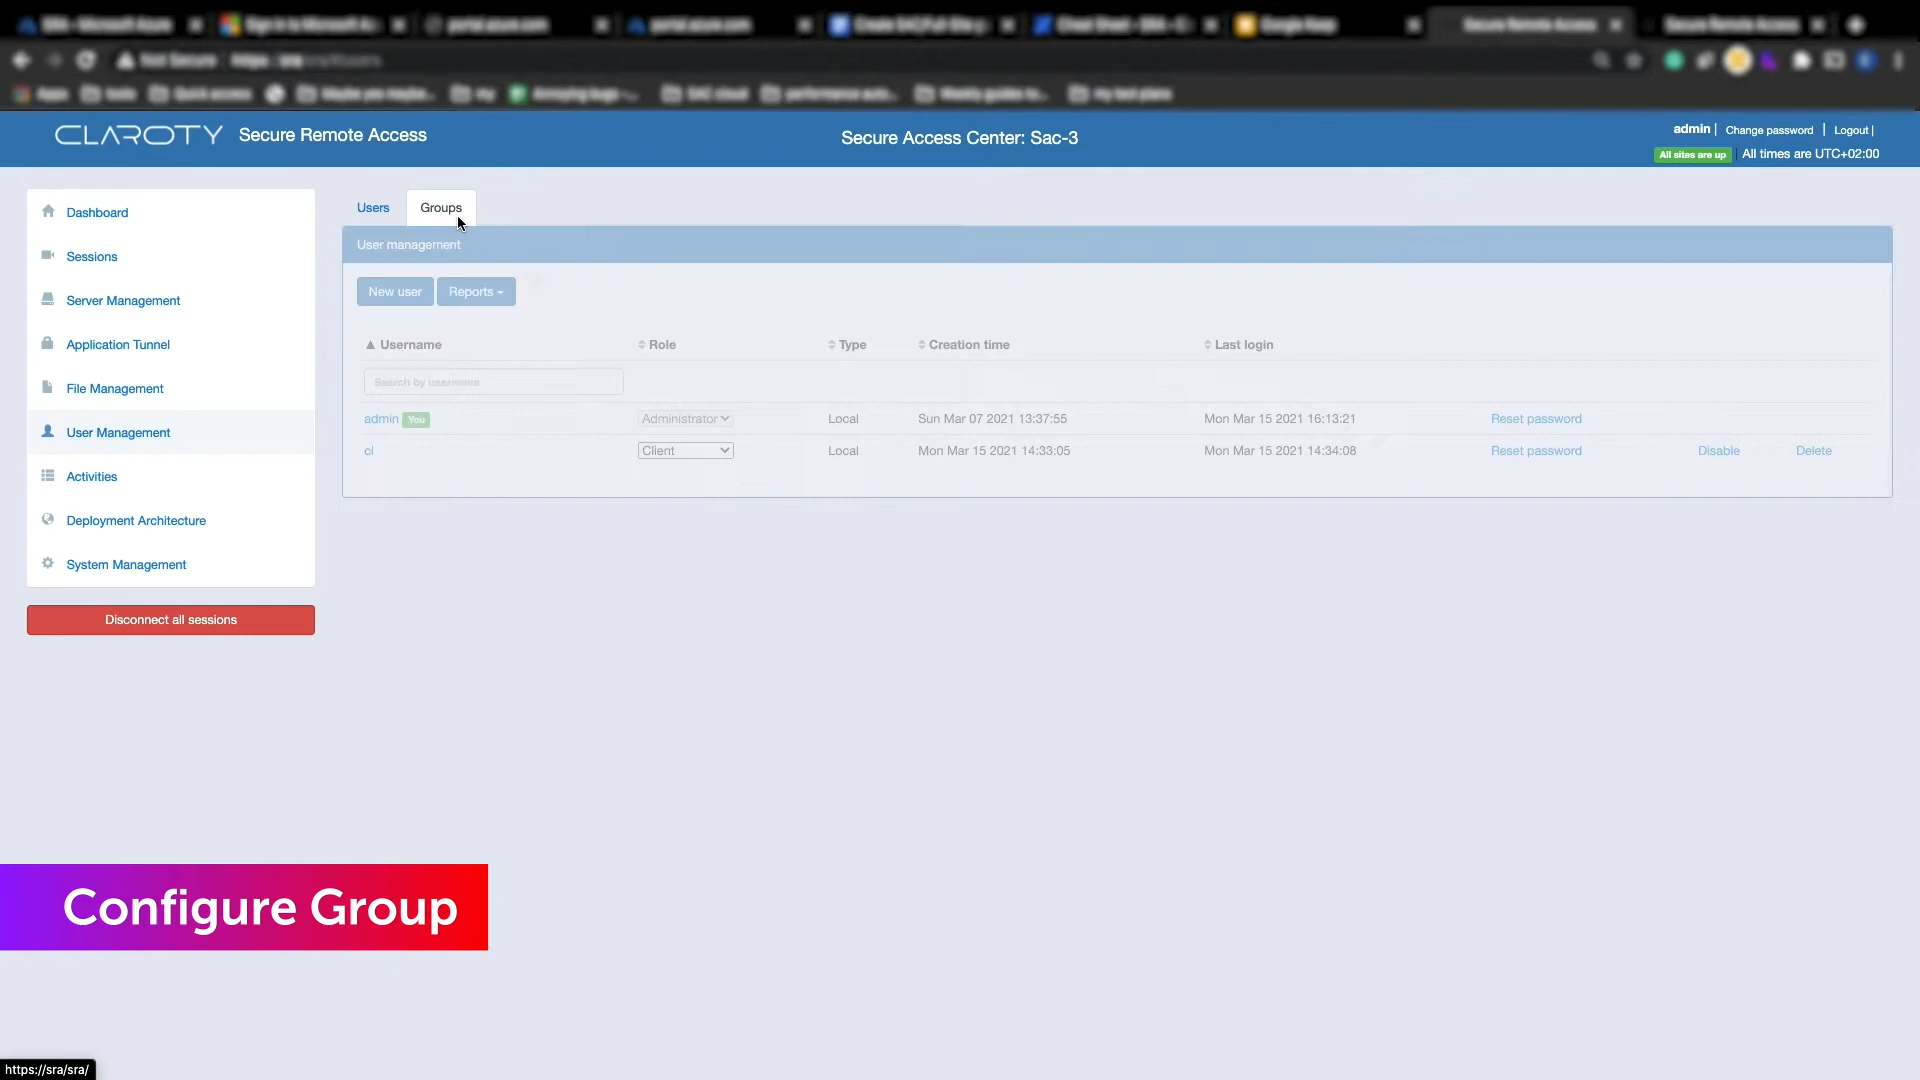 CLAROTY Secure Remote Access
Secure Access Center: Sac-3
admin | Change password | Logout |
All sites are up | All times are UTC+02:00
Dashboard
Sessions
Server Management
Application Tunnel
File Management
User Management
Activities
Deployment Architecture
System Management
Disconnect all sessions
Users
Groups
User management
New user
Reports
Username Role Type Creation time Last login
Search by username
admin You Administrator Local Sun Mar 07 2021 13:37:55 Mon Mar 15 2021 16:13:21 Reset password
cl Client Local Mon Mar 15 2021 14:33:05 Mon Mar 15 2021 14:34:08 Reset password Disable Delete
Configure Group
https://sra/sra/